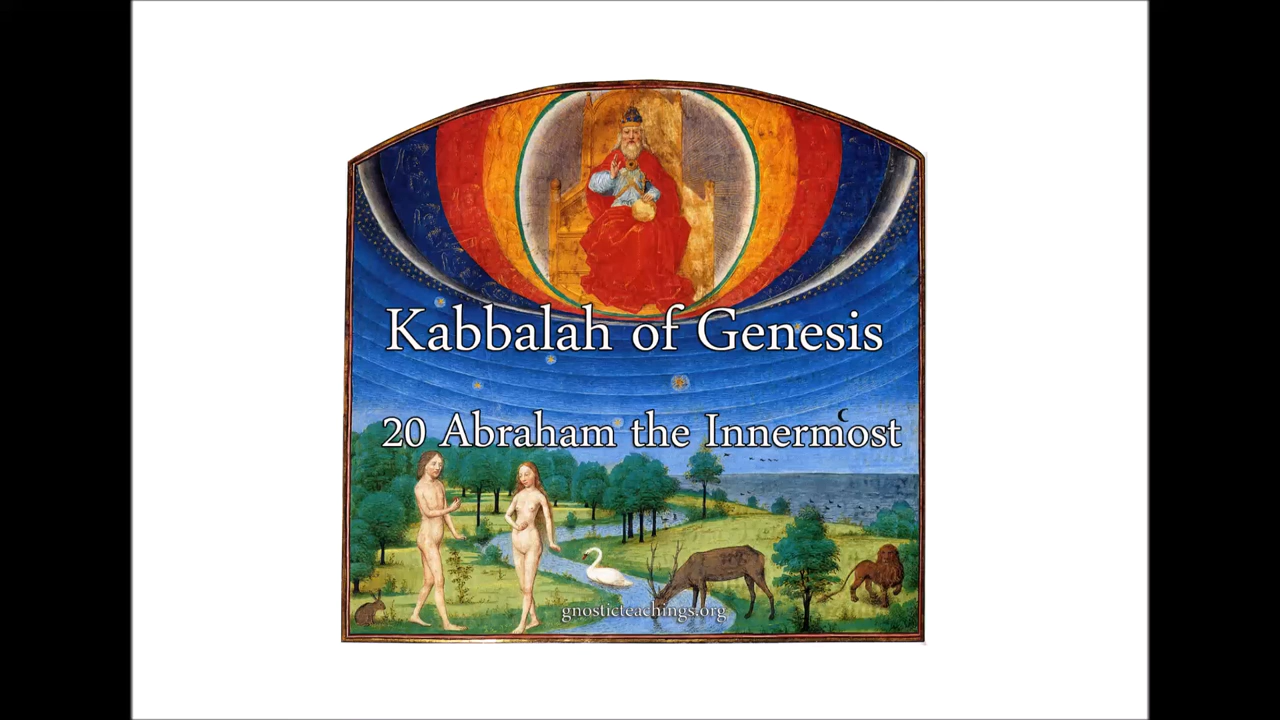 Kabbalah of Genesis
20 Abraham the Innermost
gnosticteachings.org